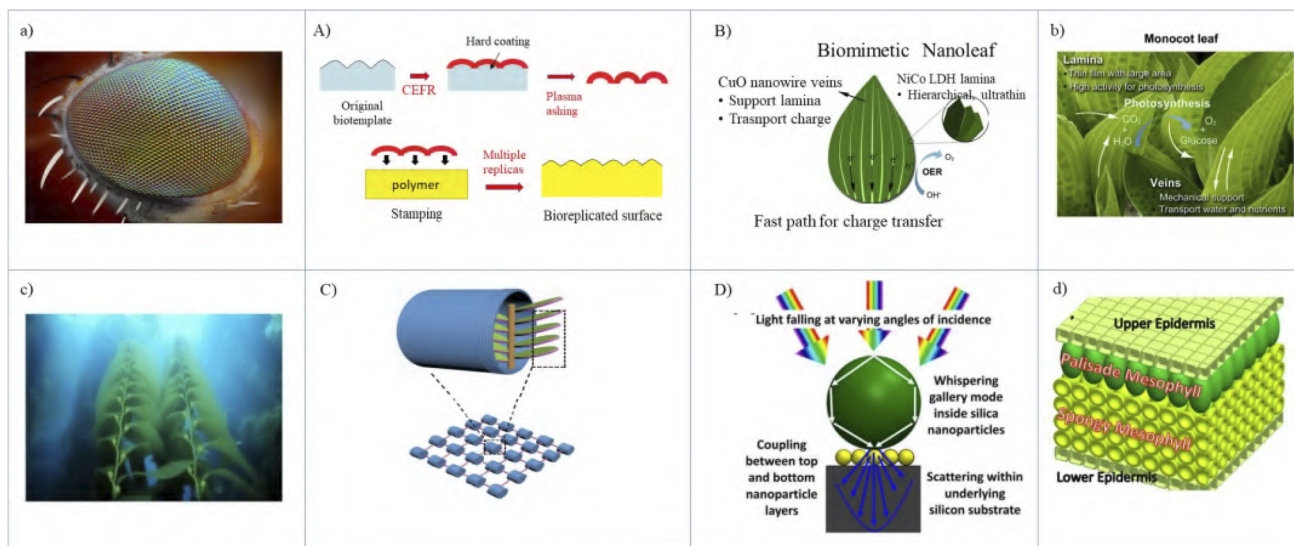 a)
A)
Hard coating
CEFR
Original
biotemplate
Plasma
ashing
polymer
Stamping
Multiple
replicas
Bioreplicated surface
B)
Biomimetic Nanoleaf
CuO nanowire veins
• Support lamina
• Trasnport charge
NiCo LDH lamina
• Hierarchical, ultrathin
O₂
OER
OH⁻
Fast path for charge transfer
b)
Monocot leaf
Lamina
• Thin film with large area
• High activity for photosynthesis
Photosynthesis
CO₂
+
H₂O
O₂
+
Glucose
Veins
Mechanical support
Transport water and nutrients
c)
C)
D)
Light falling at varying angles of incidence
Whispering
gallery mode
inside silica
nanoparticles
Coupling
between top
and bottom
nanoparticle
layers
Scattering within
underlying
silicon substrate
d)
Upper Epidermis
Palisade Mesophyll
Spongy Mesophyll
Lower Epidermis